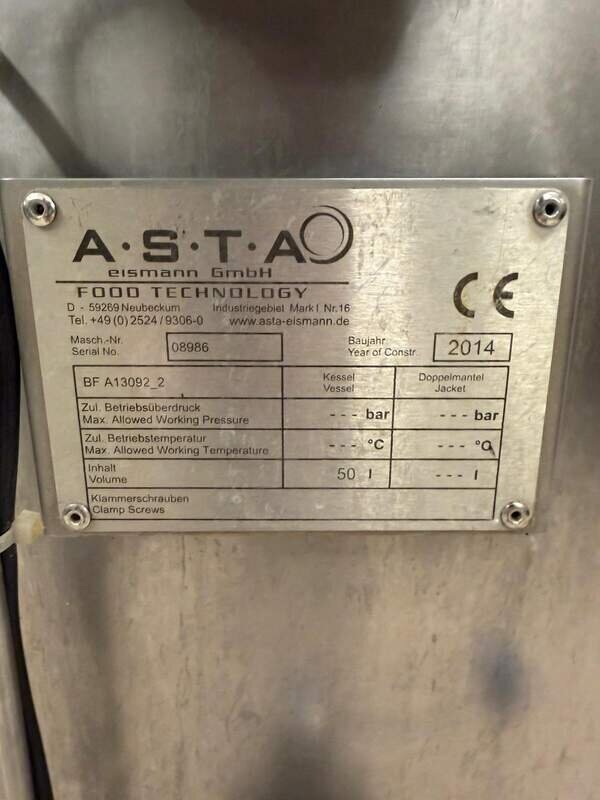 A·S·T·A
eismann GmbH
FOOD TECHNOLOGY
D - 59269 Neubeckum Industriegebiet Mark I Nr.16
Tel. +49 (0) 2524 / 9306-0 www.asta-eismann.de
CE
Masch.-Nr. Baujahr
Serial No. 08986 Year of Constr. 2014
BF A13092_2 Kessel Doppelmantel
Vessel Jacket
Zul. Betriebsüberdruck
Max. Allowed Working Pressure --- bar --- bar
Zul. Betriebstemperatur
Max. Allowed Working Temperature --- °C --- °C
Inhalt
Volume 50 l --- l
Klammerschrauben
Clamp Screws